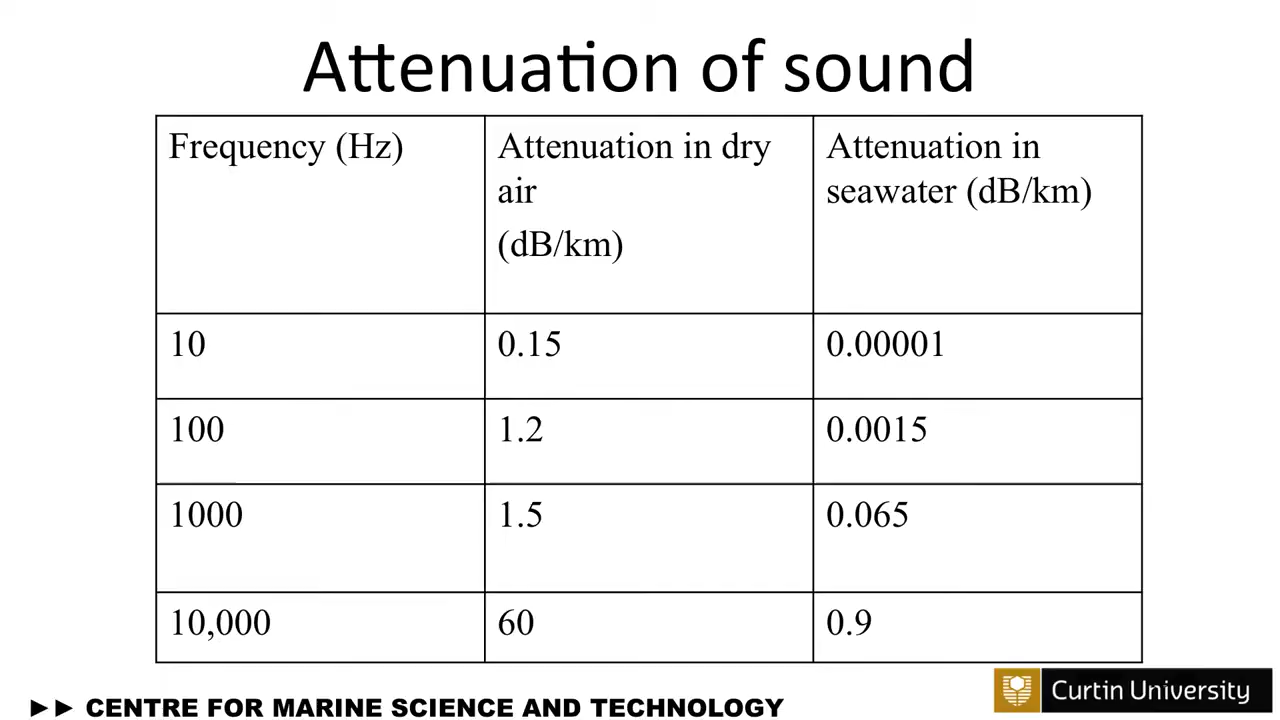 Attenuation of sound
Frequency (Hz)
Attenuation in dry
air
(dB/km)
Attenuation in
seawater (dB/km)
10
0.15
0.00001
100
1.2
0.0015
1000
1.5
0.065
10,000
60
0.9
►► CENTRE FOR MARINE SCIENCE AND TECHNOLOGY
Curtin University